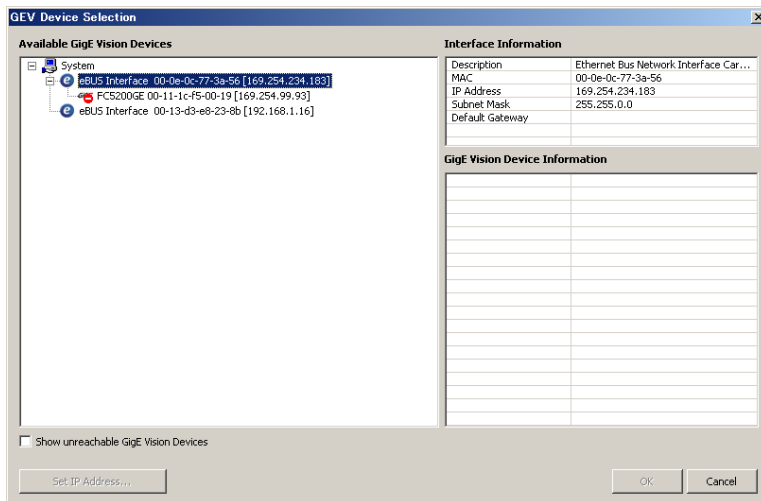 GEV Device Selection
Available GigE Vision Devices
System
eBUS Interface 00-0e-0c-77-3a-56 [169.254.234.183]
FC5200GE 00-11-1c-f5-00-19 [169.254.99.93]
eBUS Interface 00-13-d3-e8-23-8b [192.168.1.16]
Show unreachable GigE Vision Devices
Set IP Address...
Interface Information
Description Ethernet Bus Network Interface Car...
MAC 00-0e-0c-77-3a-56
IP Address 169.254.234.183
Subnet Mask 255.255.0.0
Default Gateway
GigE Vision Device Information
OK Cancel